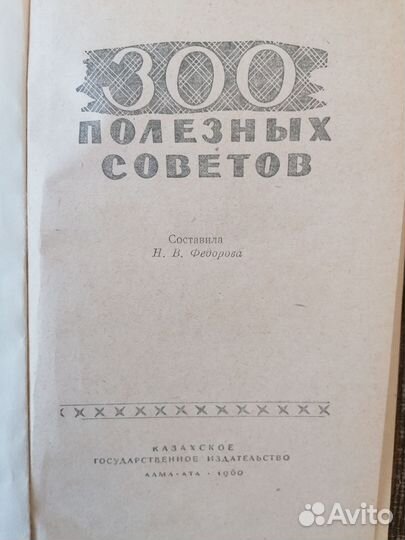 300
ПОЛЕЗНЫХ
СОВЕТОВ
Составила
Н. В. Федорова
КАЗАХСКОЕ
ГОСУДАРСТВЕННОЕ ИЗДАТЕЛЬСТВО
АЛМА-АТА · 1960
Avito